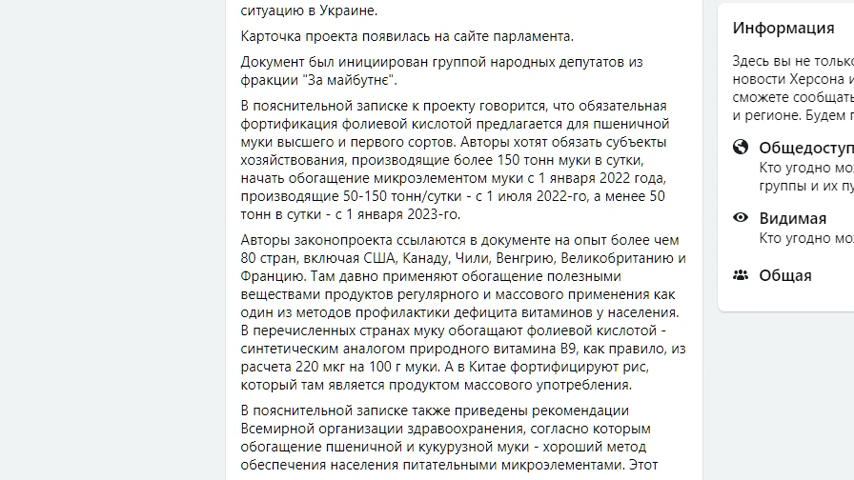 ситуацию в Украине.
Карточка проекта появилась на сайте парламента.
Документ был инициирован группой народных депутатов из
фракции "За майбутнє".
В пояснительной записке к проекту говорится, что обязательная
фортификация фолиевой кислотой предлагается для пшеничной
муки высшего и первого сортов. Авторы хотят обязать субъекты
хозяйствования, производящие более 150 тонн муки в сутки,
начать обогащение микроэлементом муки с 1 января 2022 года,
производящие 50-150 тонн/сутки - с 1 июля 2022-го, а менее 50
тонн в сутки - с 1 января 2023-го.
Авторы законопроекта ссылаются в документе на опыт более чем
80 стран, включая США, Канаду, Чили, Венгрию, Великобританию и
Францию. Там давно применяют обогащение полезными
веществами продуктов регулярного и массового применения как
один из методов профилактики дефицита витаминов у населения.
В перечисленных странах муку обогащают фолиевой кислотой -
синтетическим аналогом природного витамина В9, как правило, из
расчета 220 мкг на 100 г муки. А в Китае фортифицируют рис,
который там является продуктом массового употребления.
В пояснительной записке также приведены рекомендации
Всемирной организации здравоохранения, согласно которым
обогащение пшеничной и кукурузной муки - хороший метод
обеспечения населения питательными микроэлементами. Этот
Информация
Здесь вы не только
новости Херсона и
сможете сообщать
и регионе. Будем
Общедоступ
Кто угодно мо
группы и их пу
Видимая
Кто угодно мо
Общая